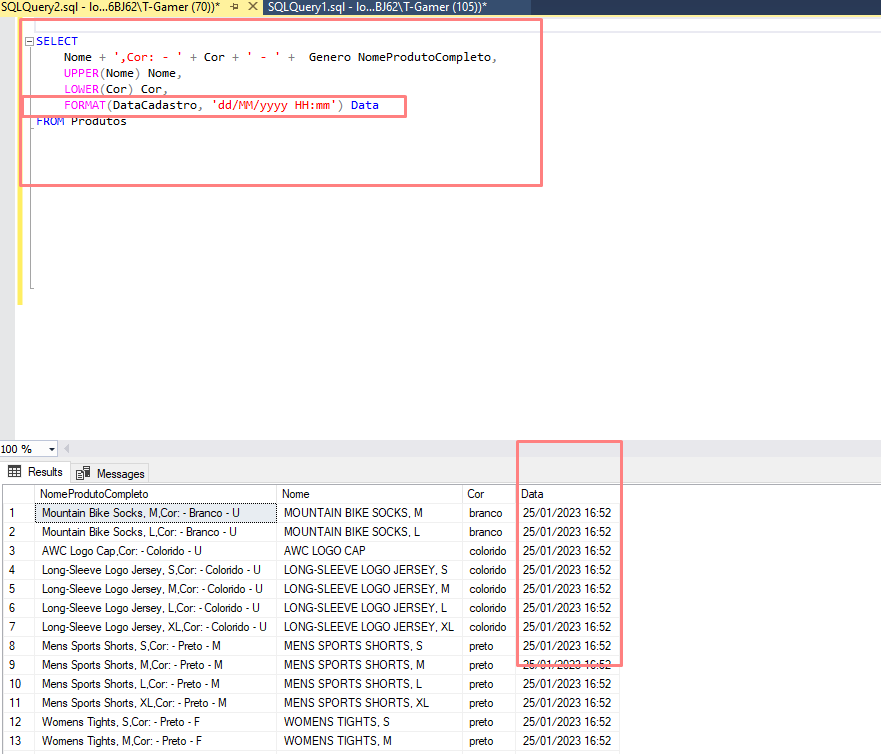 SQLQuery2.sql - lo...6BJ62\T-Gamer (70))* SQLQuery1.sql - lo...BJ62\T-Gamer (105))*
SELECT
Nome + ',Cor: - ' + Cor + ' - ' +  Genero NomeProdutoCompleto,
UPPER(Nome) Nome,
LOWER(Cor) Cor,
FORMAT(DataCadastro, 'dd/MM/yyyy HH:mm') Data
FROM Produtos
100 %
Results Messages
NomeProdutoCompleto Nome Cor Data
1 Mountain Bike Socks, M,Cor: - Branco - U MOUNTAIN BIKE SOCKS, M branco 25/01/2023 16:52
2 Mountain Bike Socks, L,Cor: - Branco - U MOUNTAIN BIKE SOCKS, L branco 25/01/2023 16:52
3 AWC Logo Cap,Cor: - Colorido - U AWC LOGO CAP colorido 25/01/2023 16:52
4 Long-Sleeve Logo Jersey, S,Cor: - Colorido - U LONG-SLEEVE LOGO JERSEY, S colorido 25/01/2023 16:52
5 Long-Sleeve Logo Jersey, M,Cor: - Colorido - U LONG-SLEEVE LOGO JERSEY, M colorido 25/01/2023 16:52
6 Long-Sleeve Logo Jersey, L,Cor: - Colorido - U LONG-SLEEVE LOGO JERSEY, L colorido 25/01/2023 16:52
7 Long-Sleeve Logo Jersey, XL,Cor: - Colorido - U LONG-SLEEVE LOGO JERSEY, XL colorido 25/01/2023 16:52
8 Mens Sports Shorts, S,Cor: - Preto - M MENS SPORTS SHORTS, S preto 25/01/2023 16:52
9 Mens Sports Shorts, M,Cor: - Preto - M MENS SPORTS SHORTS, M preto 25/01/2023 16:52
10 Mens Sports Shorts, L,Cor: - Preto - M MENS SPORTS SHORTS, L preto 25/01/2023 16:52
11 Mens Sports Shorts, XL,Cor: - Preto - M MENS SPORTS SHORTS, XL preto 25/01/2023 16:52
12 Womens Tights, S,Cor: - Preto - F WOMENS TIGHTS, S preto 25/01/2023 16:52
13 Womens Tights, M,Cor: - Preto - F WOMENS TIGHTS, M preto 25/01/2023 16:52